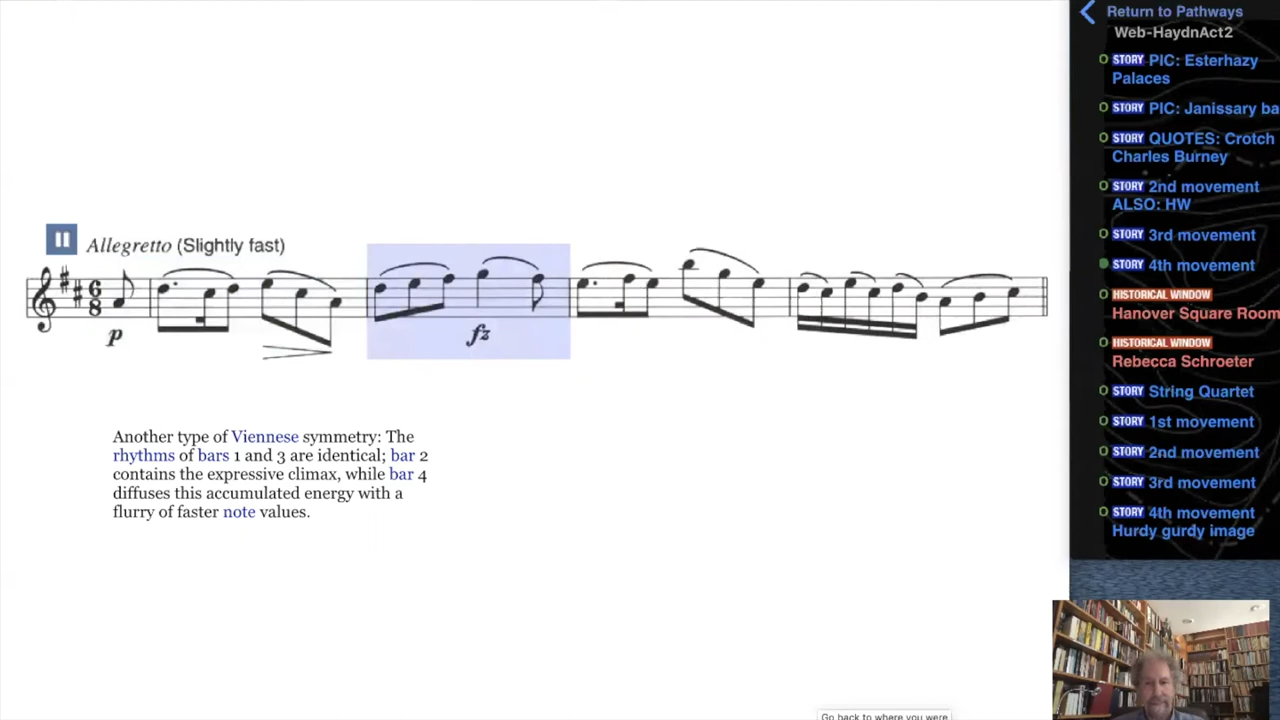 Return to Pathways
Web-HaydnAct2
STORY PIC: Esterhazy
Palaces
STORY PIC: Janissary ba
STORY QUOTES: Crotch
Charles Burney
STORY 2nd movement
ALSO: HW
STORY 3rd movement
STORY 4th movement
HISTORICAL WINDOW
Hanover Square Room
HISTORICAL WINDOW
Rebecca Schroeter
STORY String Quartet
STORY 1st movement
STORY 2nd movement
STORY 3rd movement
STORY 4th movement
Hurdy gurdy image
Allegretto (Slightly fast)
6
8
p
fz
Another type of Viennese symmetry: The
rhythms of bars 1 and 3 are identical; bar 2
contains the expressive climax, while bar 4
diffuses this accumulated energy with a
flurry of faster note values.
Go back to where you were